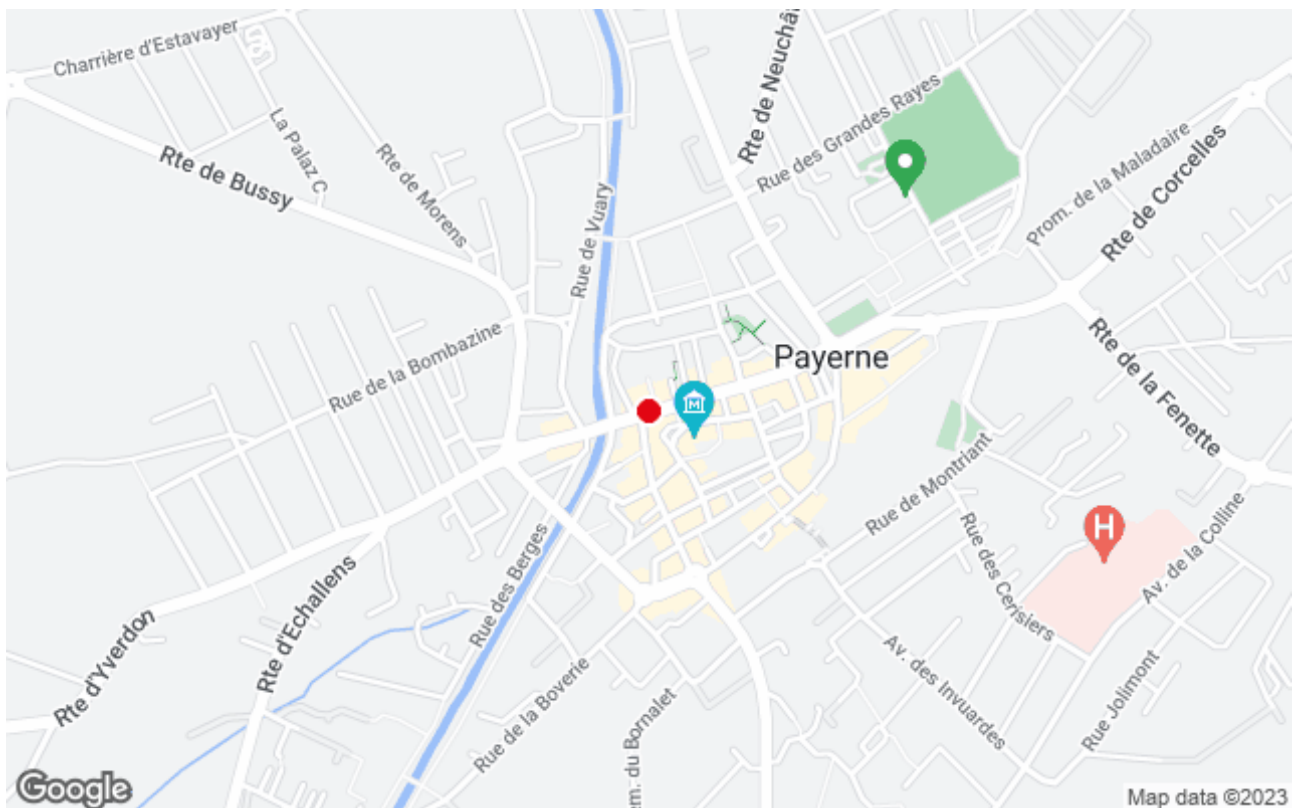 Charrière d'Estavayer
La Palaz C.
Rte de Bussy
Rte de Morens
Rue de Vuary
Rte de Neuchât
Rue des Grandes Rayes
Prom. de la Maladaire
Rte de Corcelles
Rue de la Bombazine
Payerne
M
Rte de la Fenette
Rue de Montriant
H
Rue des Cerisiers
Av. de la Colline
Rue des Berges
Rte d'Echallens
Rte d'Yverdon
Rue de la Boverie
em. du Bornalet
Av. des Invuardes
Rue Jolimont
Google
Map data ©2023